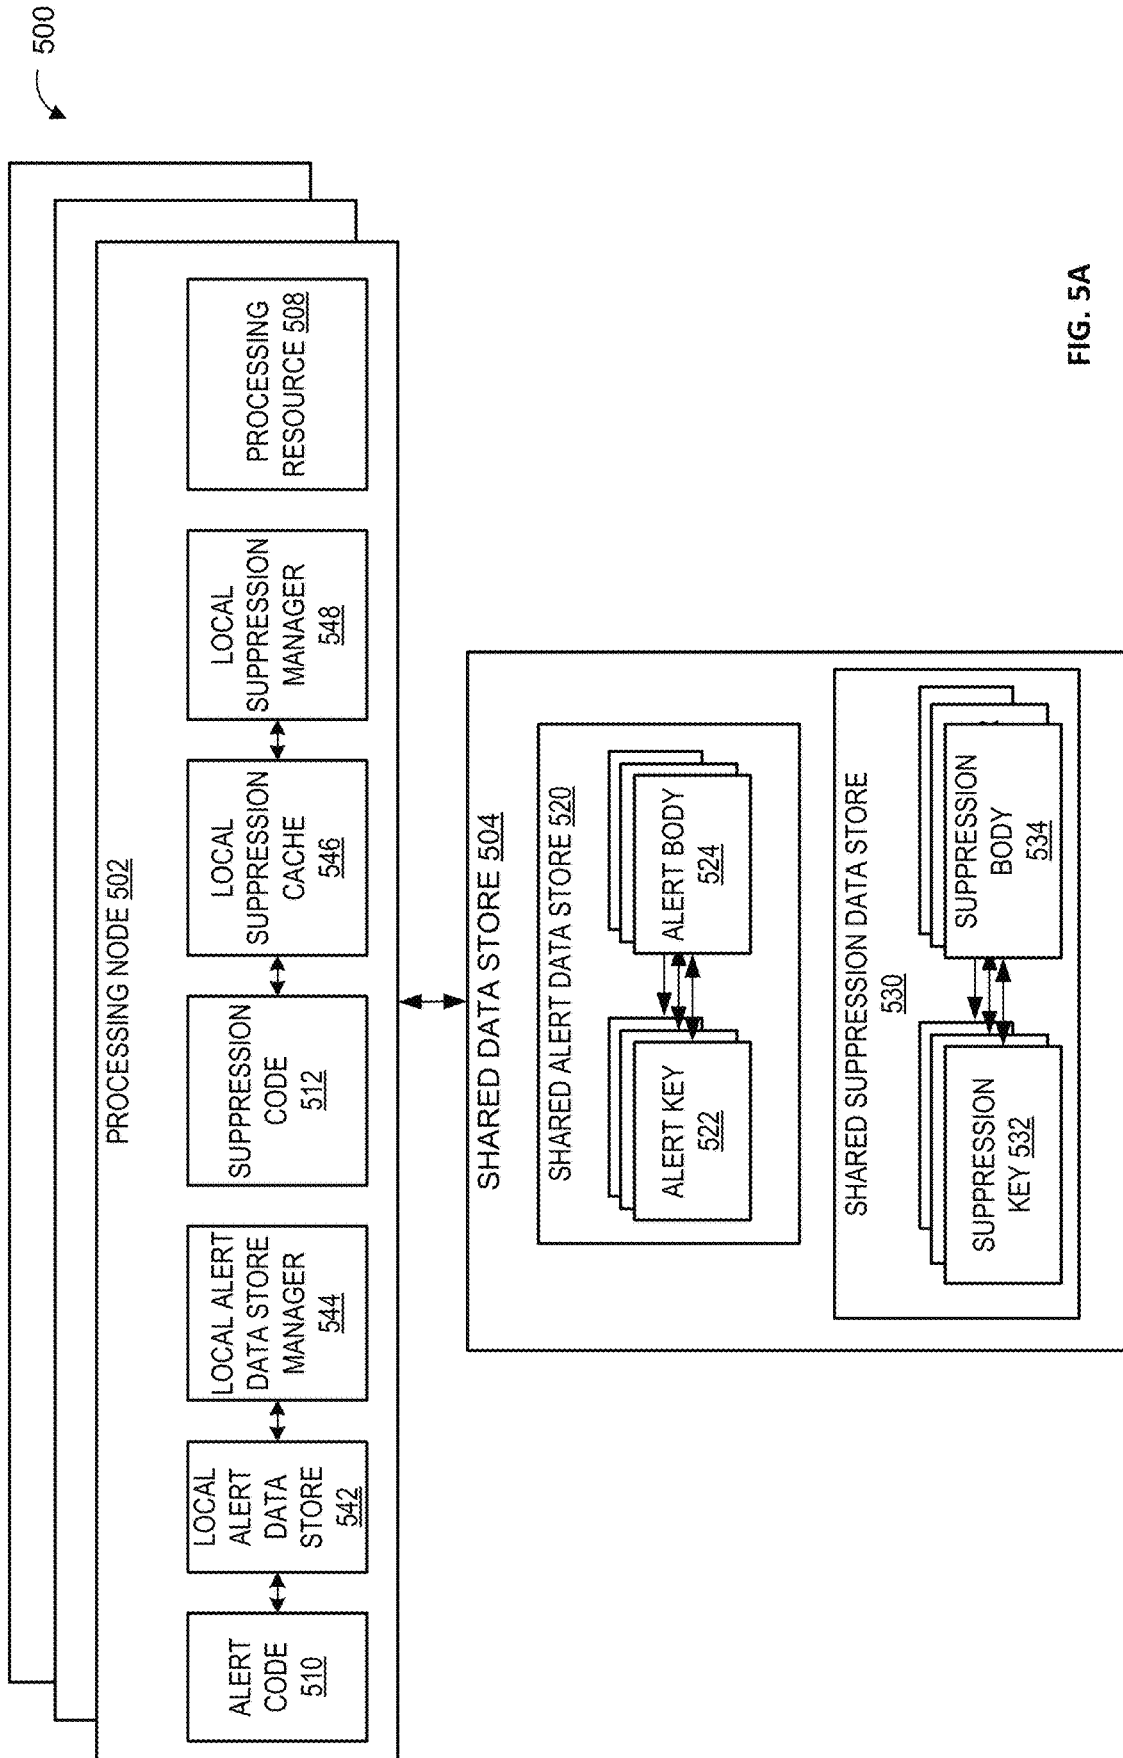 500
PROCESSING NODE 502
ALERT
CODE
510
LOCAL
ALERT
DATA
STORE
542
LOCAL ALERT
DATA STORE
MANAGER
544
SUPPRESSION
CODE
512
LOCAL
SUPPRESSION
CACHE
546
LOCAL
SUPPRESSION
MANAGER
548
PROCESSING
RESOURCE 508
SHARED DATA STORE 504
SHARED ALERT DATA STORE 520
ALERT KEY
522
ALERT BODY
524
SHARED SUPPRESSION DATA STORE
530
SUPPRESSION
KEY 532
SUPPRESSION
BODY
534
FIG. 5A